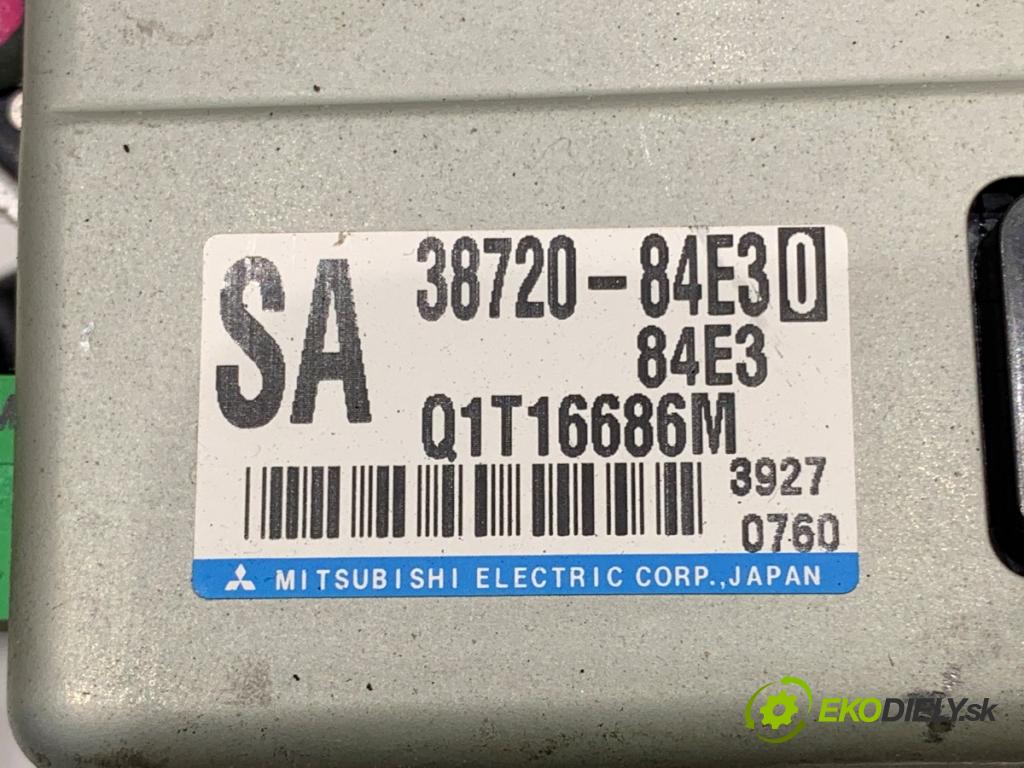 SA
38720-84E30
84E3
Q1T16686M
3927
0760
MITSUBISHI ELECTRIC CORP., JAPAN
EKODIELY.sk